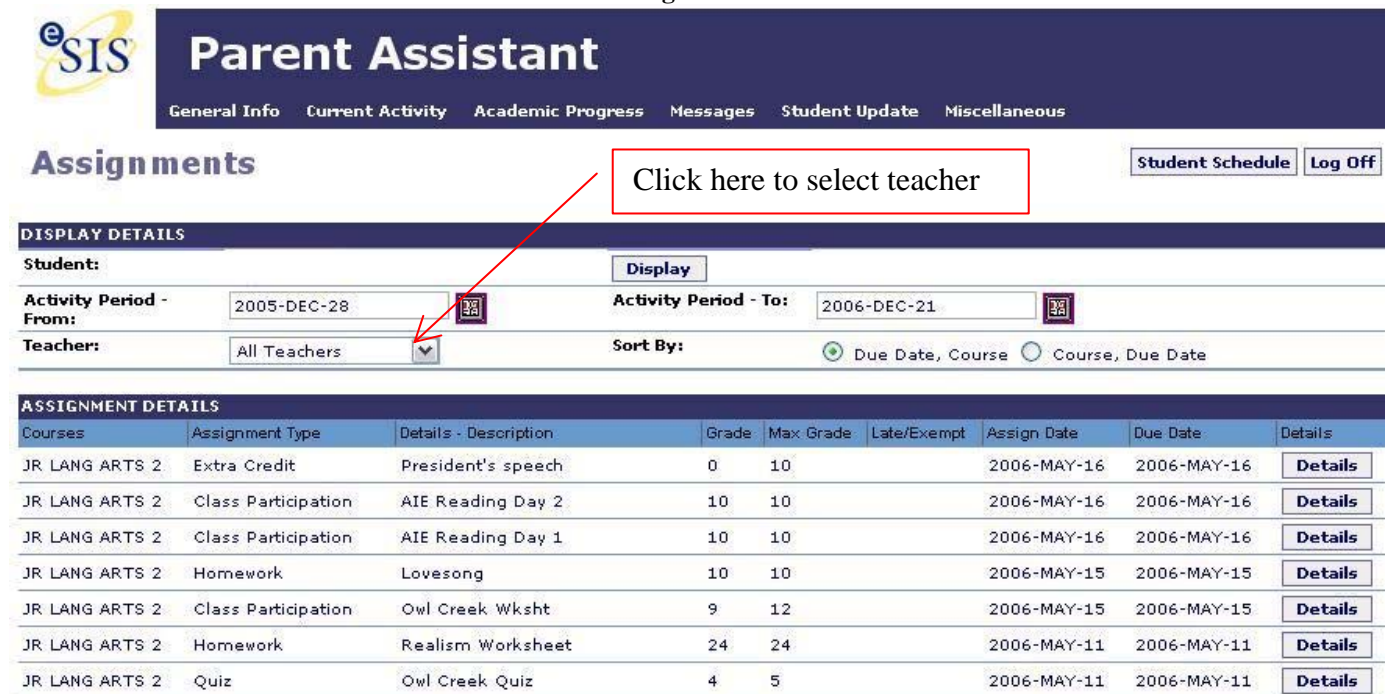 eSIS
Parent Assistant
General Info Current Activity Academic Progress Messages Student Update Miscellaneous
Assignments
Click here to select teacher
Student Schedule Log Off
DISPLAY DETAILS
Student: Display
Activity Period - From: 2005-DEC-28 Activity Period - To: 2006-DEC-21
Teacher: All Teachers Sort By: Due Date, Course Course, Due Date
ASSIGNMENT DETAILS
Courses Assignment Type Details - Description Grade Max Grade Late/Exempt Assign Date Due Date Details
JR LANG ARTS 2 Extra Credit President's speech 0 10 2006-MAY-16 2006-MAY-16 Details
JR LANG ARTS 2 Class Participation AIE Reading Day 2 10 10 2006-MAY-16 2006-MAY-16 Details
JR LANG ARTS 2 Class Participation AIE Reading Day 1 10 10 2006-MAY-16 2006-MAY-16 Details
JR LANG ARTS 2 Homework Lovesong 10 10 2006-MAY-15 2006-MAY-15 Details
JR LANG ARTS 2 Class Participation Owl Creek Wksht 9 12 2006-MAY-15 2006-MAY-15 Details
JR LANG ARTS 2 Homework Realism Worksheet 24 24 2006-MAY-11 2006-MAY-11 Details
JR LANG ARTS 2 Quiz Owl Creek Quiz 4 5 2006-MAY-11 2006-MAY-11 Details